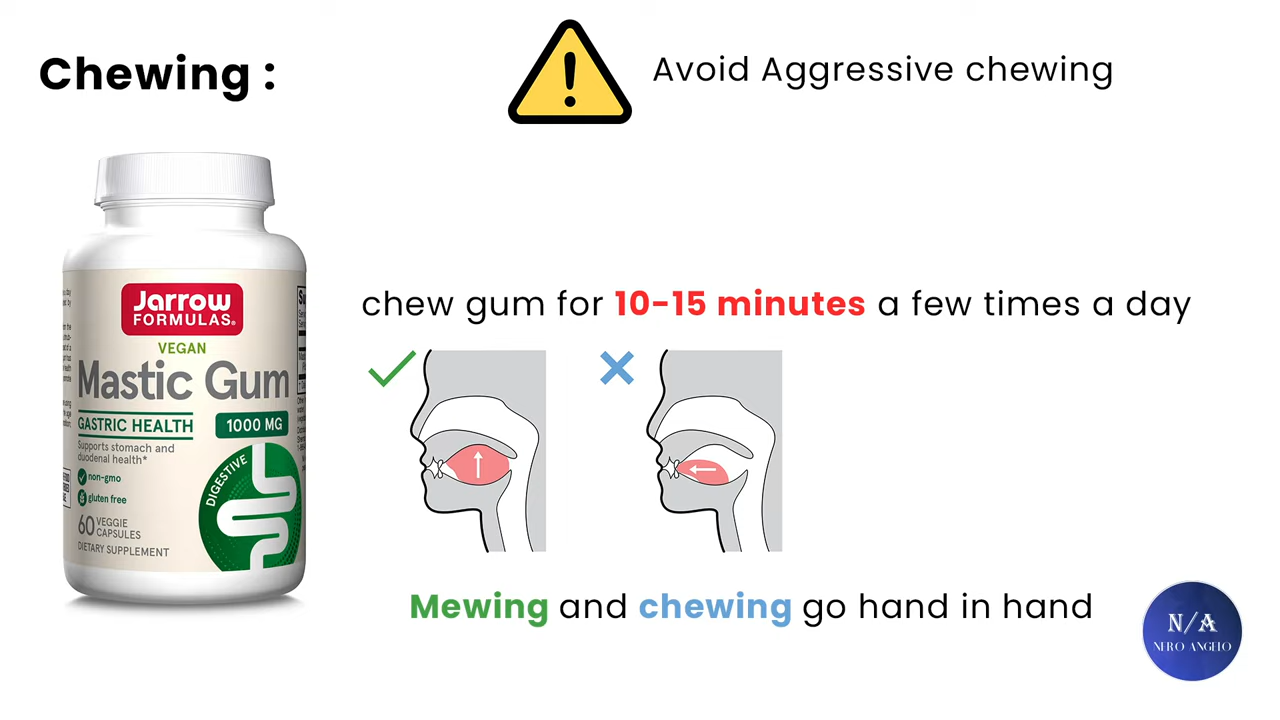 Chewing :
Avoid Aggressive chewing
Jarrow
FORMULAS®
VEGAN
Mastic Gum
GASTRIC HEALTH
1000 MG
Supports stomach and
duodenal health*
non-gmo
gluten free
DIGESTIVE
60 VEGGIE
CAPSULES
DIETARY SUPPLEMENT
chew gum for 10-15 minutes a few times a day
Mewing and chewing go hand in hand
N/A
NERO ANGELO